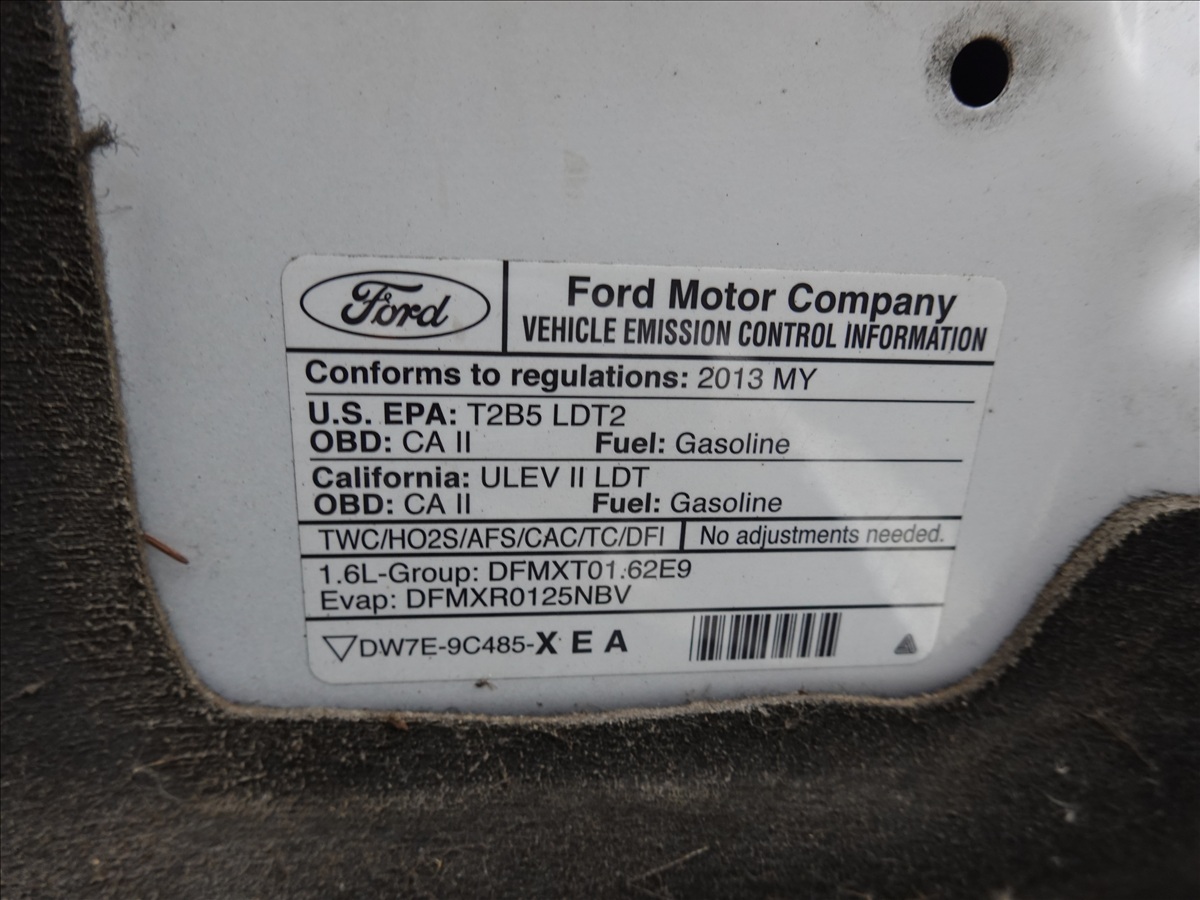 Ford
Ford Motor Company
VEHICLE EMISSION CONTROL INFORMATION
Conforms to regulations: 2013 MY
U.S. EPA: T2B5 LDT2
OBD: CA II Fuel: Gasoline
California: ULEV II LDT
OBD: CA II Fuel: Gasoline
TWC/HO2S/AFS/CAC/TC/DFI No adjustments needed.
1.6L-Group: DFMXT01.62E9
Evap: DFMXR0125NBV
DW7E-9C485-X E A